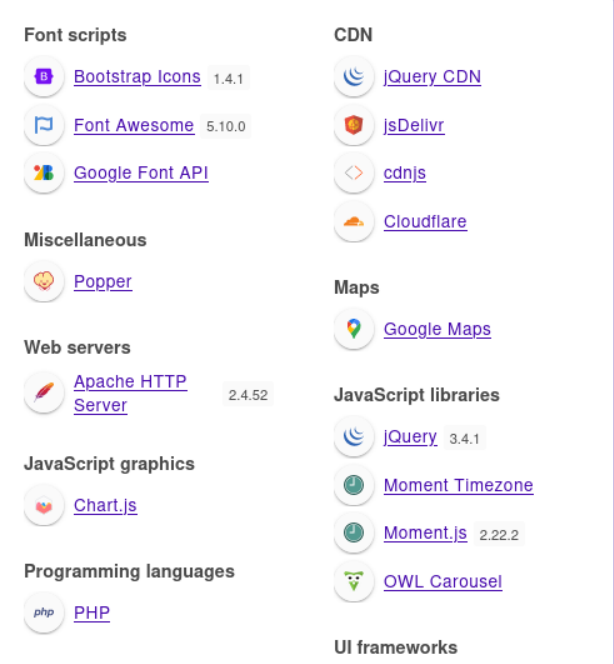 Font scripts
Bootstrap Icons 1.4.1
Font Awesome 5.10.0
Google Font API
Miscellaneous
Popper
Web servers
Apache HTTP
Server 2.4.52
JavaScript graphics
Chart.js
Programming languages
php PHP
CDN
jQuery CDN
jsDelivr
cdnjs
Cloudflare
Maps
Google Maps
JavaScript libraries
jQuery 3.4.1
Moment Timezone
Moment.js 2.22.2
OWL Carousel
UI frameworks